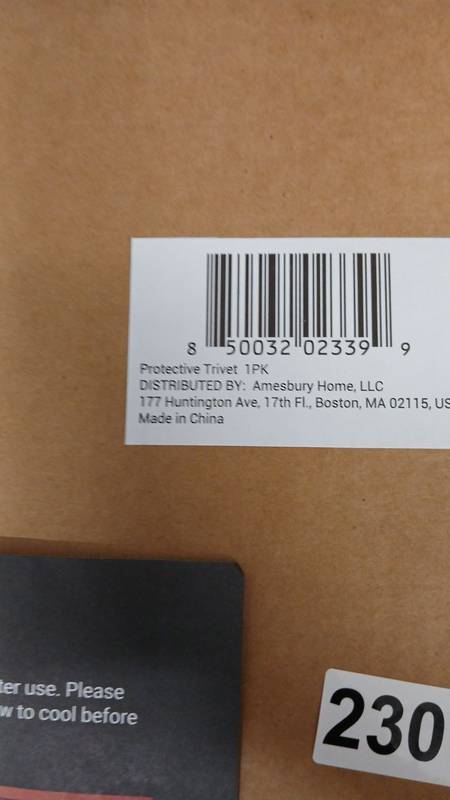 8 50032 02339 9
Protective Trivet 1PK
DISTRIBUTED BY: Amesbury Home, LLC
177 Huntington Ave, 17th Fl., Boston, MA 02115, US
Made in China
ter use. Please
w to cool before
230